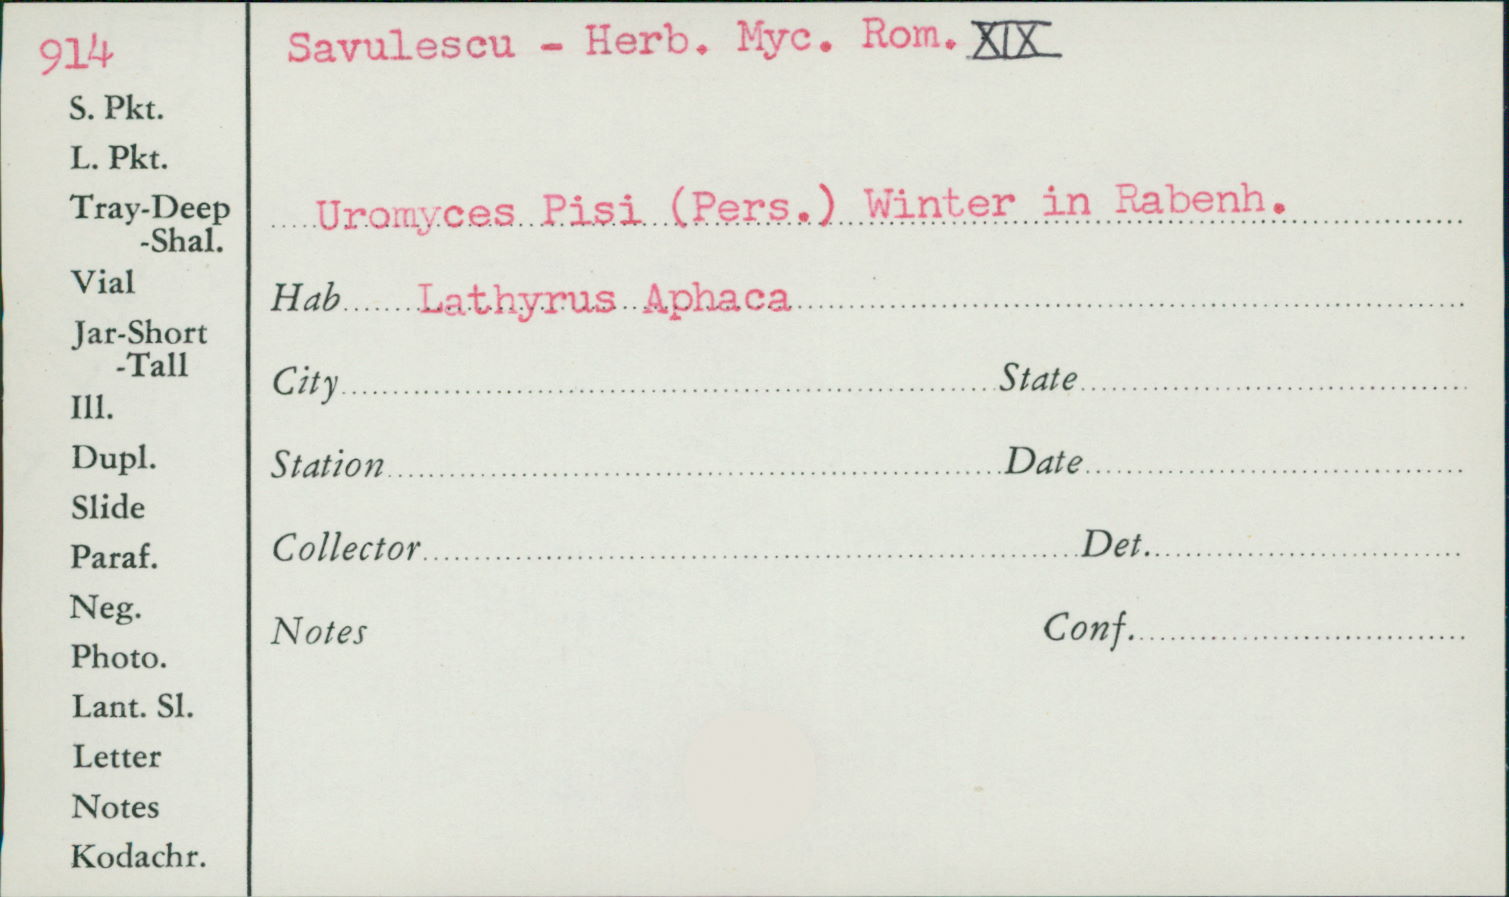 914
Savulescu - Herb. Myc. Rom. XIX
S. Pkt.
L. Pkt.
Tray-Deep
-Shal.
Vial
Jar-Short
-Tall
Ill.
Dupl.
Slide
Paraf.
Neg.
Photo.
Lant. Sl.
Letter
Notes
Kodachr.
Uromyces Pisi (Pers.) Winter in Rabenh.
Hab Lathyrus Aphaca
City State
Station Date
Collector Det.
Notes Conf.